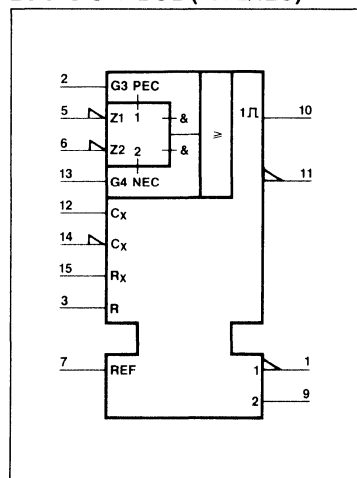 2 G3 PEC 1⎍ 10
5 Z1 1 & ≥
6 Z2 2 & 11
13 G4 NEC
12 CX
14 CX
15 RX
3 R
7 REF 1 1
2 9